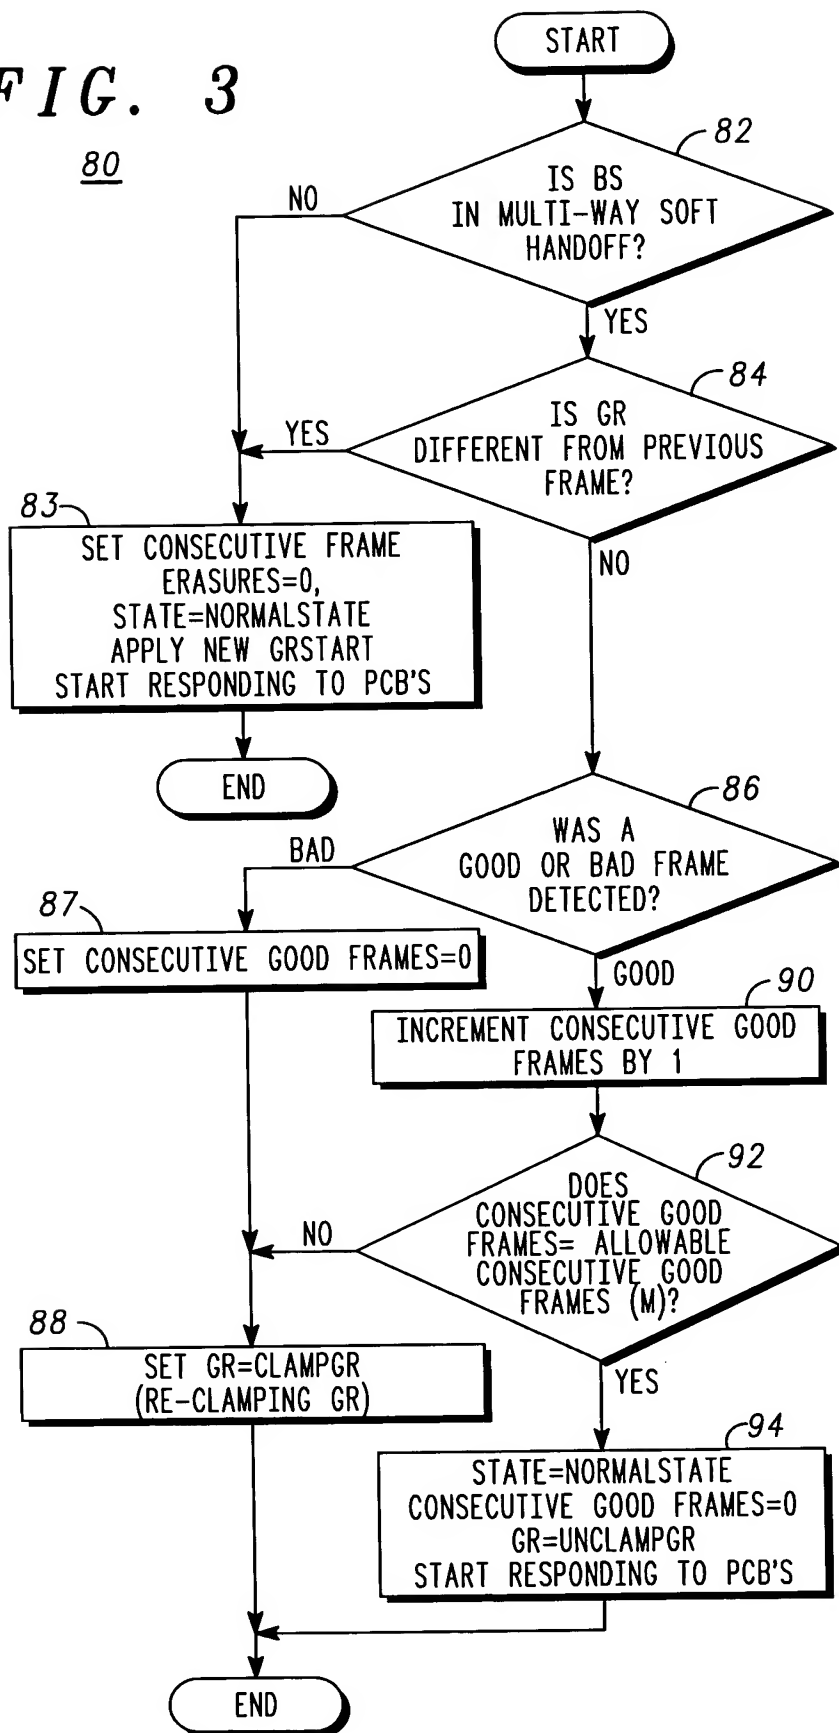 FIG. 3
80
START
82
IS BS
IN MULTI-WAY SOFT
HANDOFF?
NO
YES
84
IS GR
DIFFERENT FROM PREVIOUS
FRAME?
YES
NO
83
SET CONSECUTIVE FRAME
ERASURES=0,
STATE=NORMALSTATE
APPLY NEW GRSTART
START RESPONDING TO PCB'S
END
86
WAS A
GOOD OR BAD FRAME
DETECTED?
BAD
GOOD
87
SET CONSECUTIVE GOOD FRAMES=0
90
INCREMENT CONSECUTIVE GOOD
FRAMES BY 1
92
DOES
CONSECUTIVE GOOD
FRAMES= ALLOWABLE
CONSECUTIVE GOOD
FRAMES (M)?
NO
YES
88
SET GR=CLAMPGR
(RE-CLAMPING GR)
94
STATE=NORMALSTATE
CONSECUTIVE GOOD FRAMES=0
GR=UNCLAMPGR
START RESPONDING TO PCB'S
END